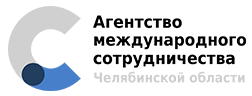 Агентство
международного
сотрудничества
Челябинской области